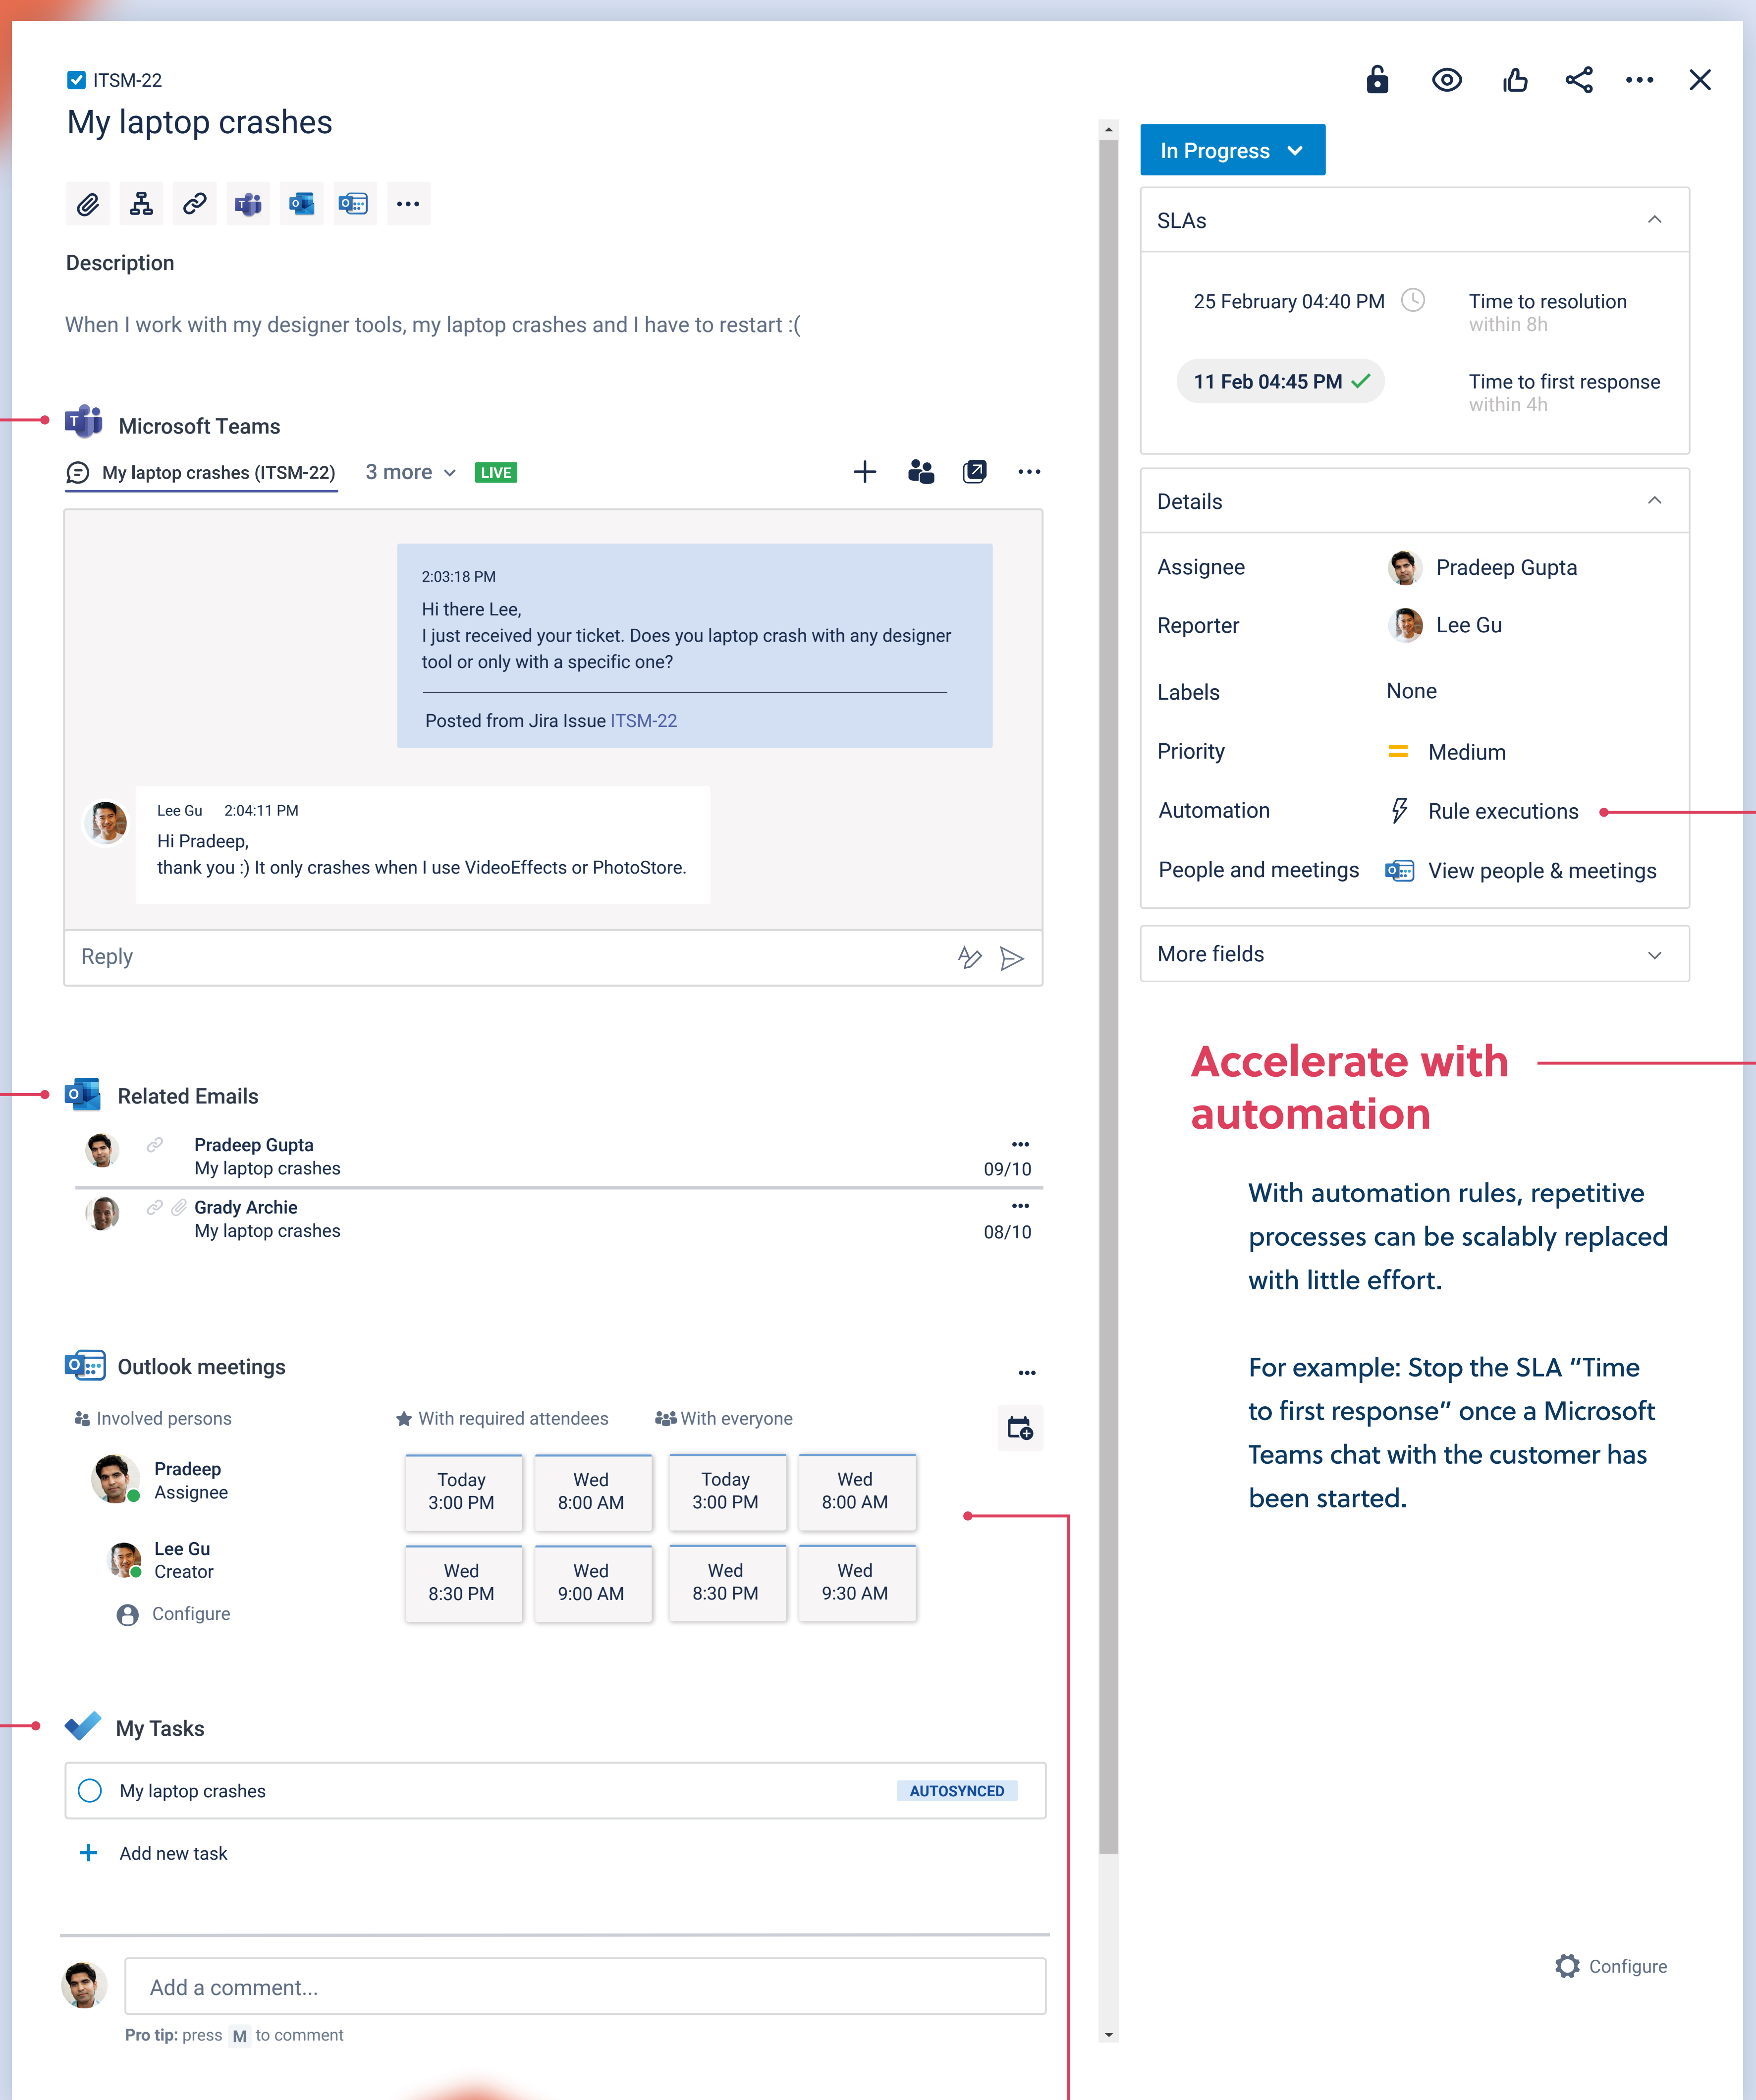 ITSM-22
My laptop crashes
Description
When I work with my designer tools, my laptop crashes and I have to restart :(
Microsoft Teams
My laptop crashes (ITSM-22)
3 more
LIVE
2:03:18 PM
Hi there Lee,
I just received your ticket. Does you laptop crash with any designer
tool or only with a specific one?
Posted from Jira Issue ITSM-22
Lee Gu 2:04:11 PM
Hi Pradeep,
thank you :) It only crashes when I use VideoEffects or PhotoStore.
Reply
Related Emails
Pradeep Gupta
My laptop crashes
09/10
Grady Archie
My laptop crashes
08/10
Outlook meetings
Involved persons
With required attendees
With everyone
Pradeep
Assignee
Lee Gu
Creator
Configure
Today
3:00 PM
Wed
8:00 AM
Today
3:00 PM
Wed
8:00 AM
Wed
8:30 PM
Wed
9:00 AM
Wed
8:30 PM
Wed
9:30 AM
My Tasks
My laptop crashes
AUTOSYNCED
Add new task
Add a comment...
Pro tip: press M to comment
In Progress
SLAs
25 February 04:40 PM
Time to resolution
within 8h
11 Feb 04:45 PM
Time to first response
within 4h
Details
Assignee
Pradeep Gupta
Reporter
Lee Gu
Labels
None
Priority
Medium
Automation
Rule executions
People and meetings
View people & meetings
More fields
Accelerate with
automation
With automation rules, repetitive
processes can be scalably replaced
with little effort.
For example: Stop the SLA “Time
to first response” once a Microsoft
Teams chat with the customer has
been started.
Configure